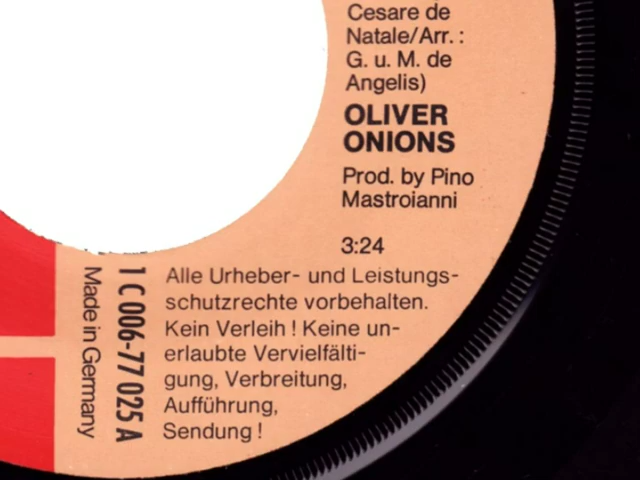 Cesare de
Natale/Arr. :
G. u. M. de
Angelis)
OLIVER
ONIONS
Prod. by Pino
Mastroianni
3:24
Alle Urheber- und Leistungs-
schutzrechte vorbehalten.
Kein Verleih ! Keine un-
erlaubte Vervielfälti-
gung, Verbreitung,
Aufführung,
Sendung !
1 C 006-77 025 A
Made in Germany